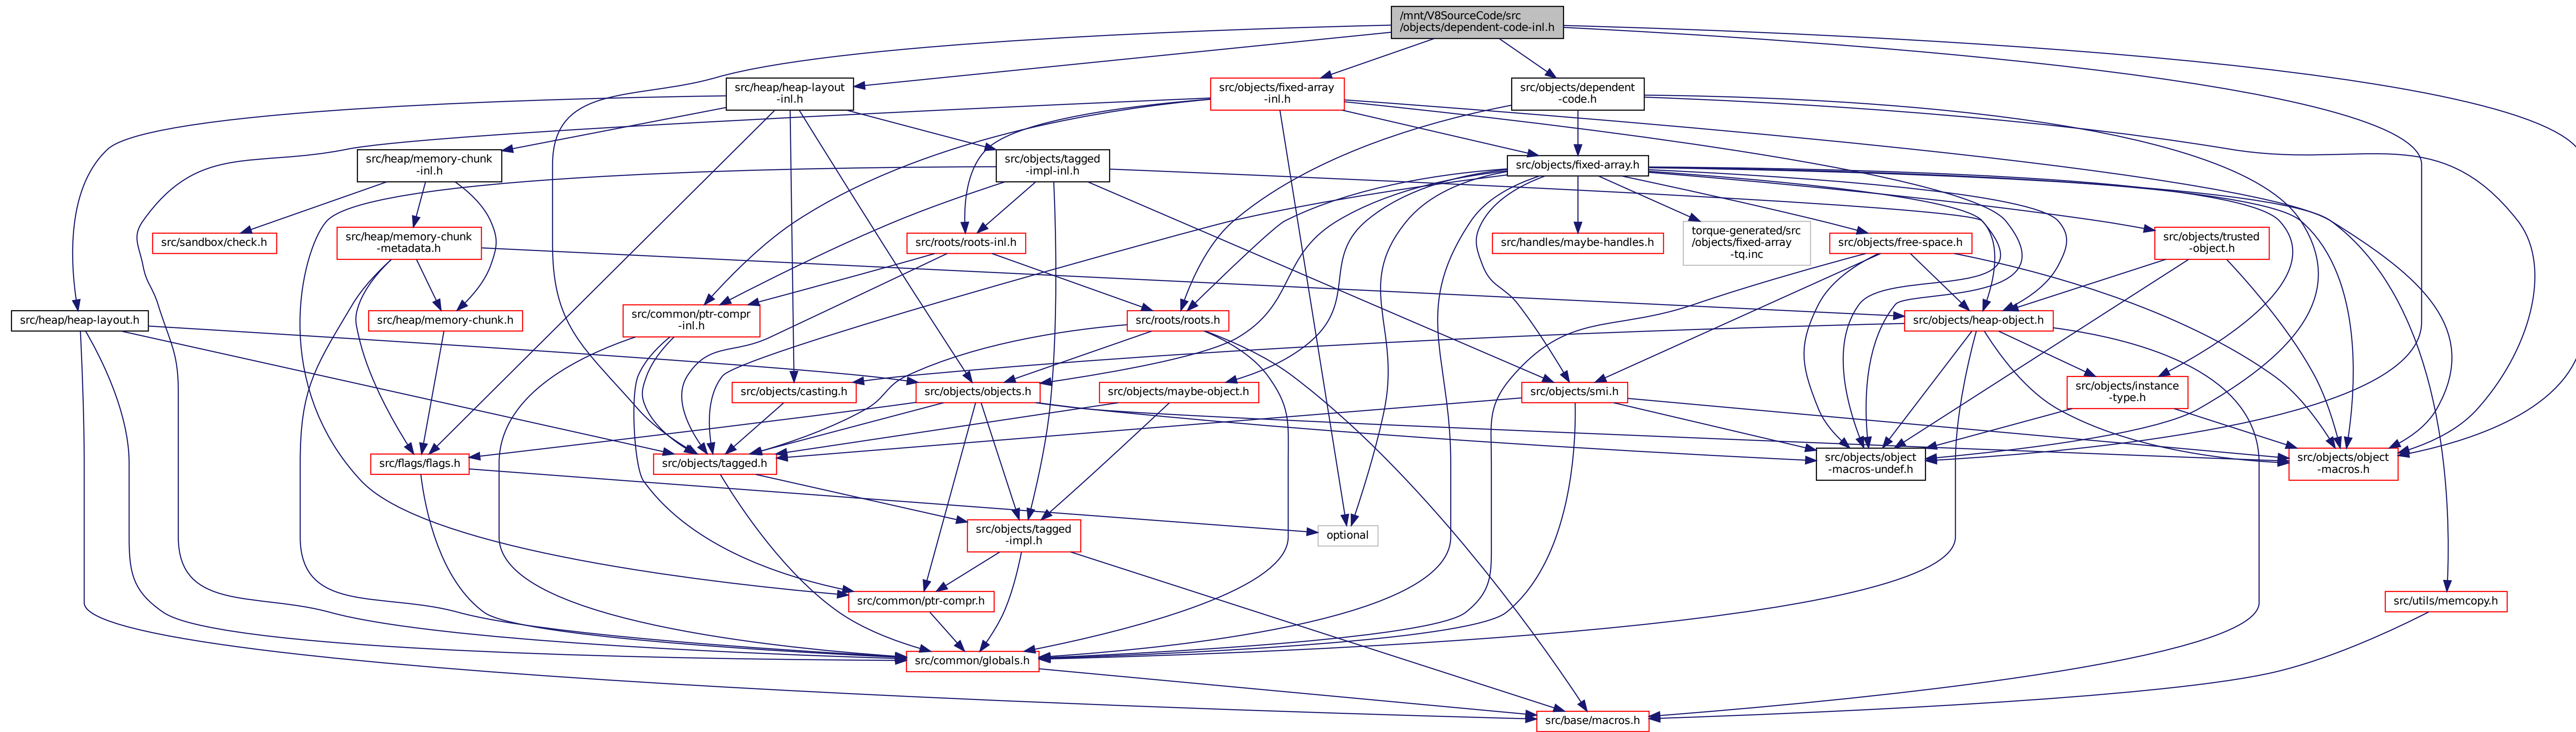 /mnt/V8SourceCode/src
/objects/dependent-code-inl.h
src/heap/heap-layout
-inl.h
src/objects/fixed-array
-inl.h
src/objects/dependent
-code.h
src/heap/memory-chunk
-inl.h
src/objects/tagged
-impl-inl.h
src/objects/fixed-array.h
src/sandbox/check.h
src/heap/memory-chunk
-metadata.h
src/roots/roots-inl.h
src/handles/maybe-handles.h
torque-generated/src
/objects/fixed-array
-tq.inc
src/objects/free-space.h
src/objects/trusted
-object.h
src/heap/heap-layout.h
src/heap/memory-chunk.h
src/common/ptr-compr
-inl.h
src/roots/roots.h
src/objects/heap-object.h
src/objects/casting.h
src/objects/objects.h
src/objects/maybe-object.h
src/objects/smi.h
src/objects/instance
-type.h
src/flags/flags.h
src/objects/tagged.h
src/objects/object
-macros-undef.h
src/objects/object
-macros.h
src/objects/tagged
-impl.h
optional
src/common/ptr-compr.h
src/utils/memcopy.h
src/common/globals.h
src/base/macros.h